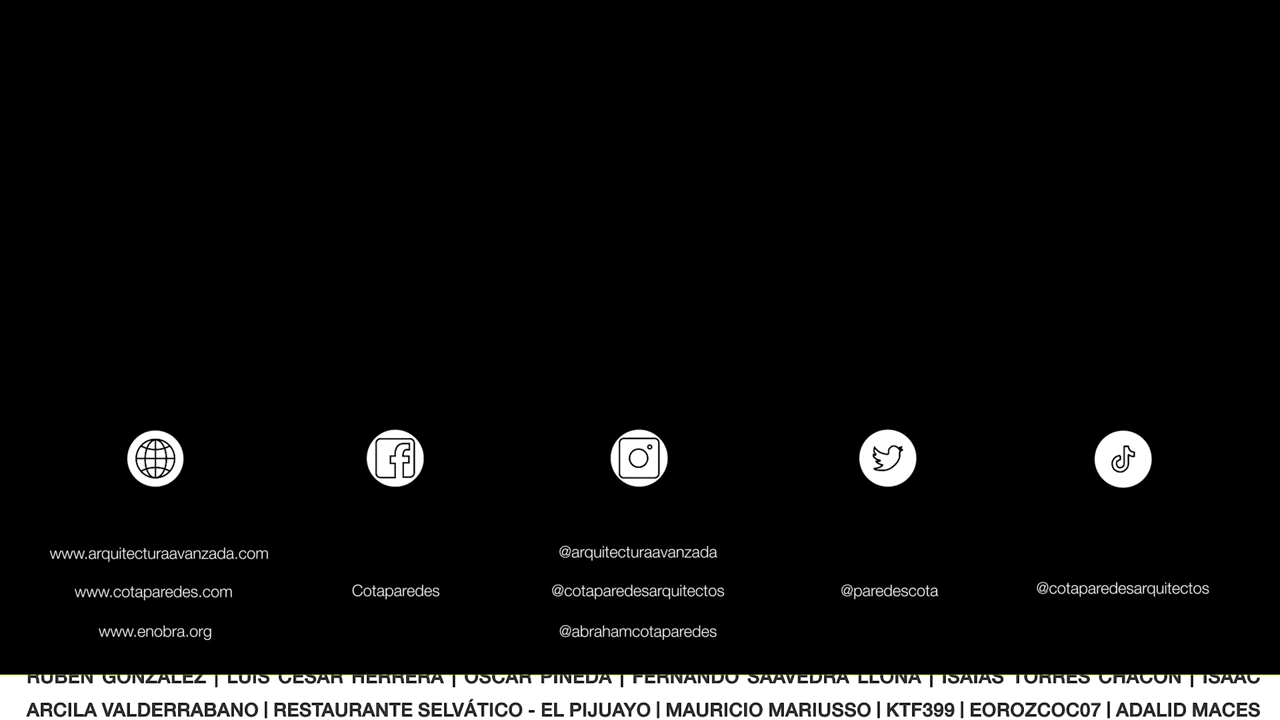 www.arquitecturaavanzada.com
www.cotaparedes.com
www.enobra.org
Cotaparedes
@arquitecturaavanzada
@cotaparedesarquitectos
@abrahamcotaparedes
@paredescota
@cotaparedesarquitectos
RUBEN GONZALEZ | LUIS CESAR HERRERA | OSCAR PINEDA | FERNANDO SAAVEDRA LLONA | ISAIAS TORRES CHACON | ISAAC
ARCILA VALDERRABANO | RESTAURANTE SELVÁTICO - EL PIJUAYO | MAURICIO MARIUSSO | KTF399 | EOROZCOC07 | ADALID MACES